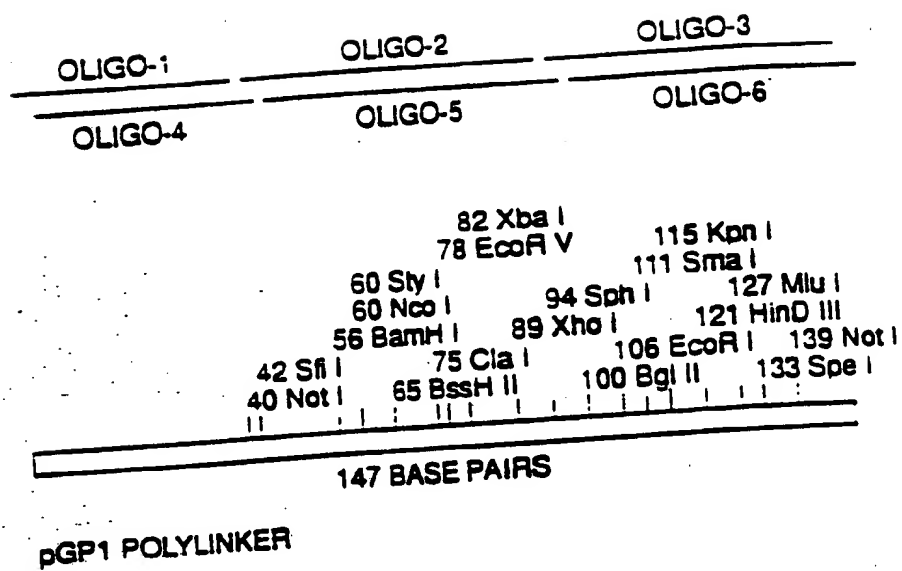 OLIGO-1 OLIGO-2 OLIGO-3
OLIGO-4 OLIGO-5 OLIGO-6
82 Xba I
78 EcoR V
115 Kpn I
111 Sma I
60 Sty I
60 Nco I
56 BamH I
94 Sph I
89 Xho I
127 Mlu I
121 HinD III
42 Sfi I
40 Not I
75 Cla I
65 BssH II
106 EcoR I
100 Bgl II
139 Not I
133 Spe I
147 BASE PAIRS
pGP1 POLYLINKER